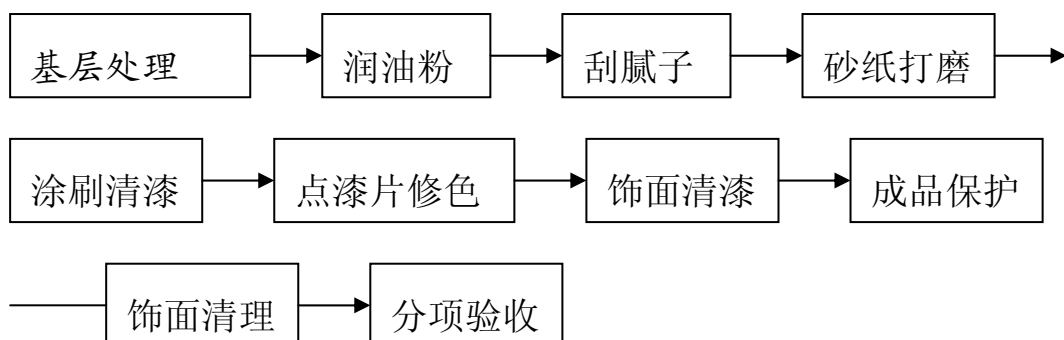 基层处理 润油粉 刮腻子 砂纸打磨
涂刷清漆 点漆片修色 饰面清漆 成品保护
饰面清理 分项验收